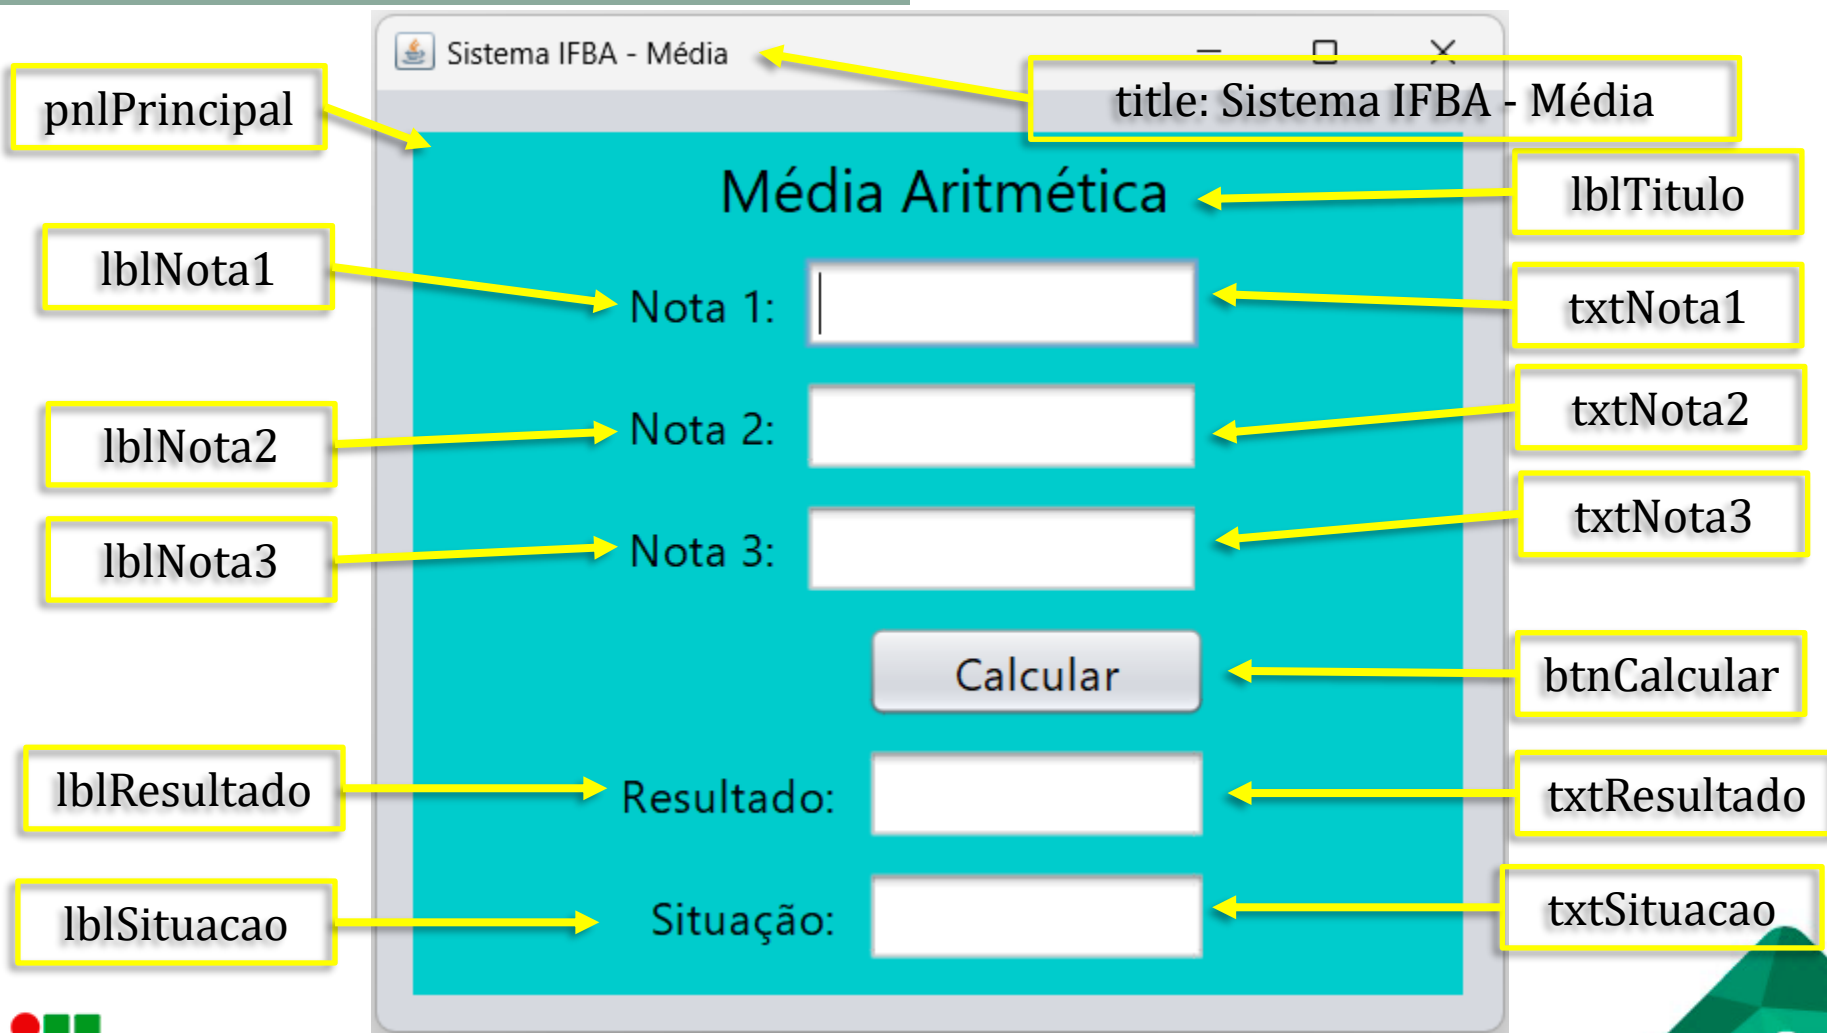 Sistema IFBA - Média
title: Sistema IFBA - Média
pnlPrincipal
Média Aritmética
lblTitulo
lblNota1
Nota 1:
txtNota1
lblNota2
Nota 2:
txtNota2
lblNota3
Nota 3:
txtNota3
Calcular
btnCalcular
lblResultado
Resultado:
txtResultado
lblSituacao
Situação:
txtSituacao